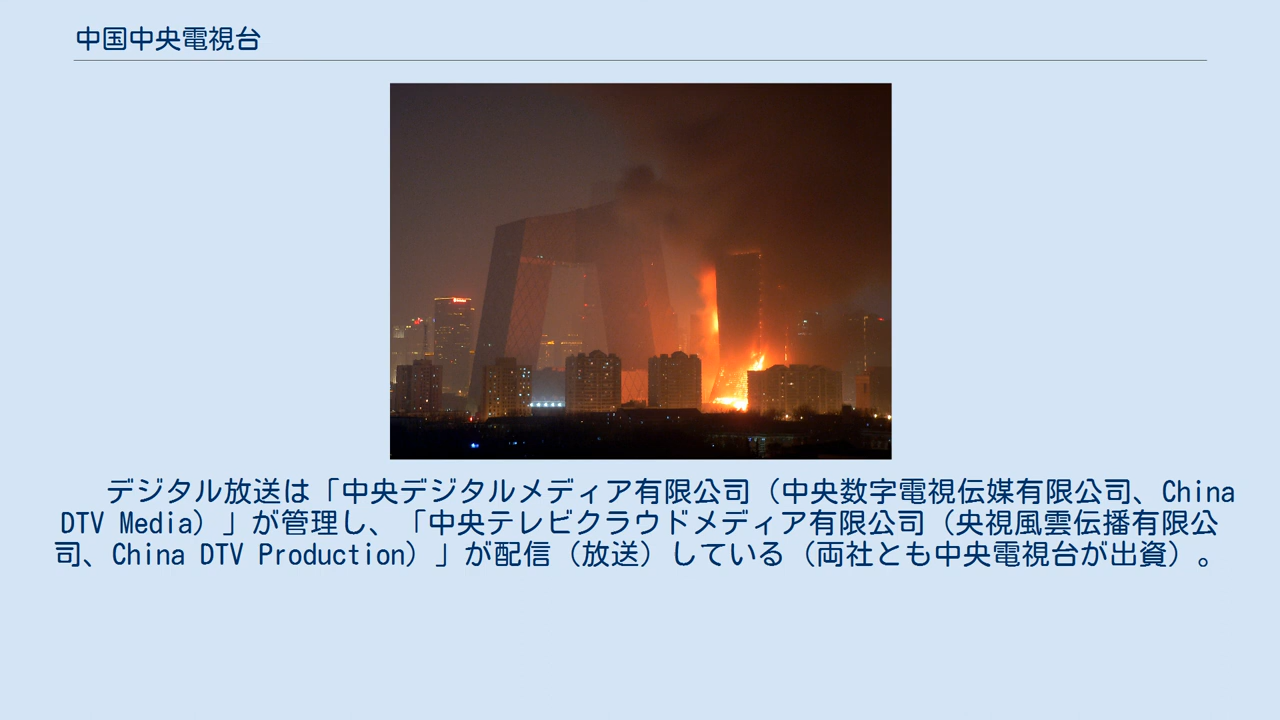 中国中央電視台
デジタル放送は「中央デジタルメディア有限公司（中央数字電視伝媒有限公司、China
DTV Media）」が管理し、「中央テレビクラウドメディア有限公司（央視風雲伝播有限公
司、China DTV Production）」が配信（放送）している（両社とも中央電視台が出資）。